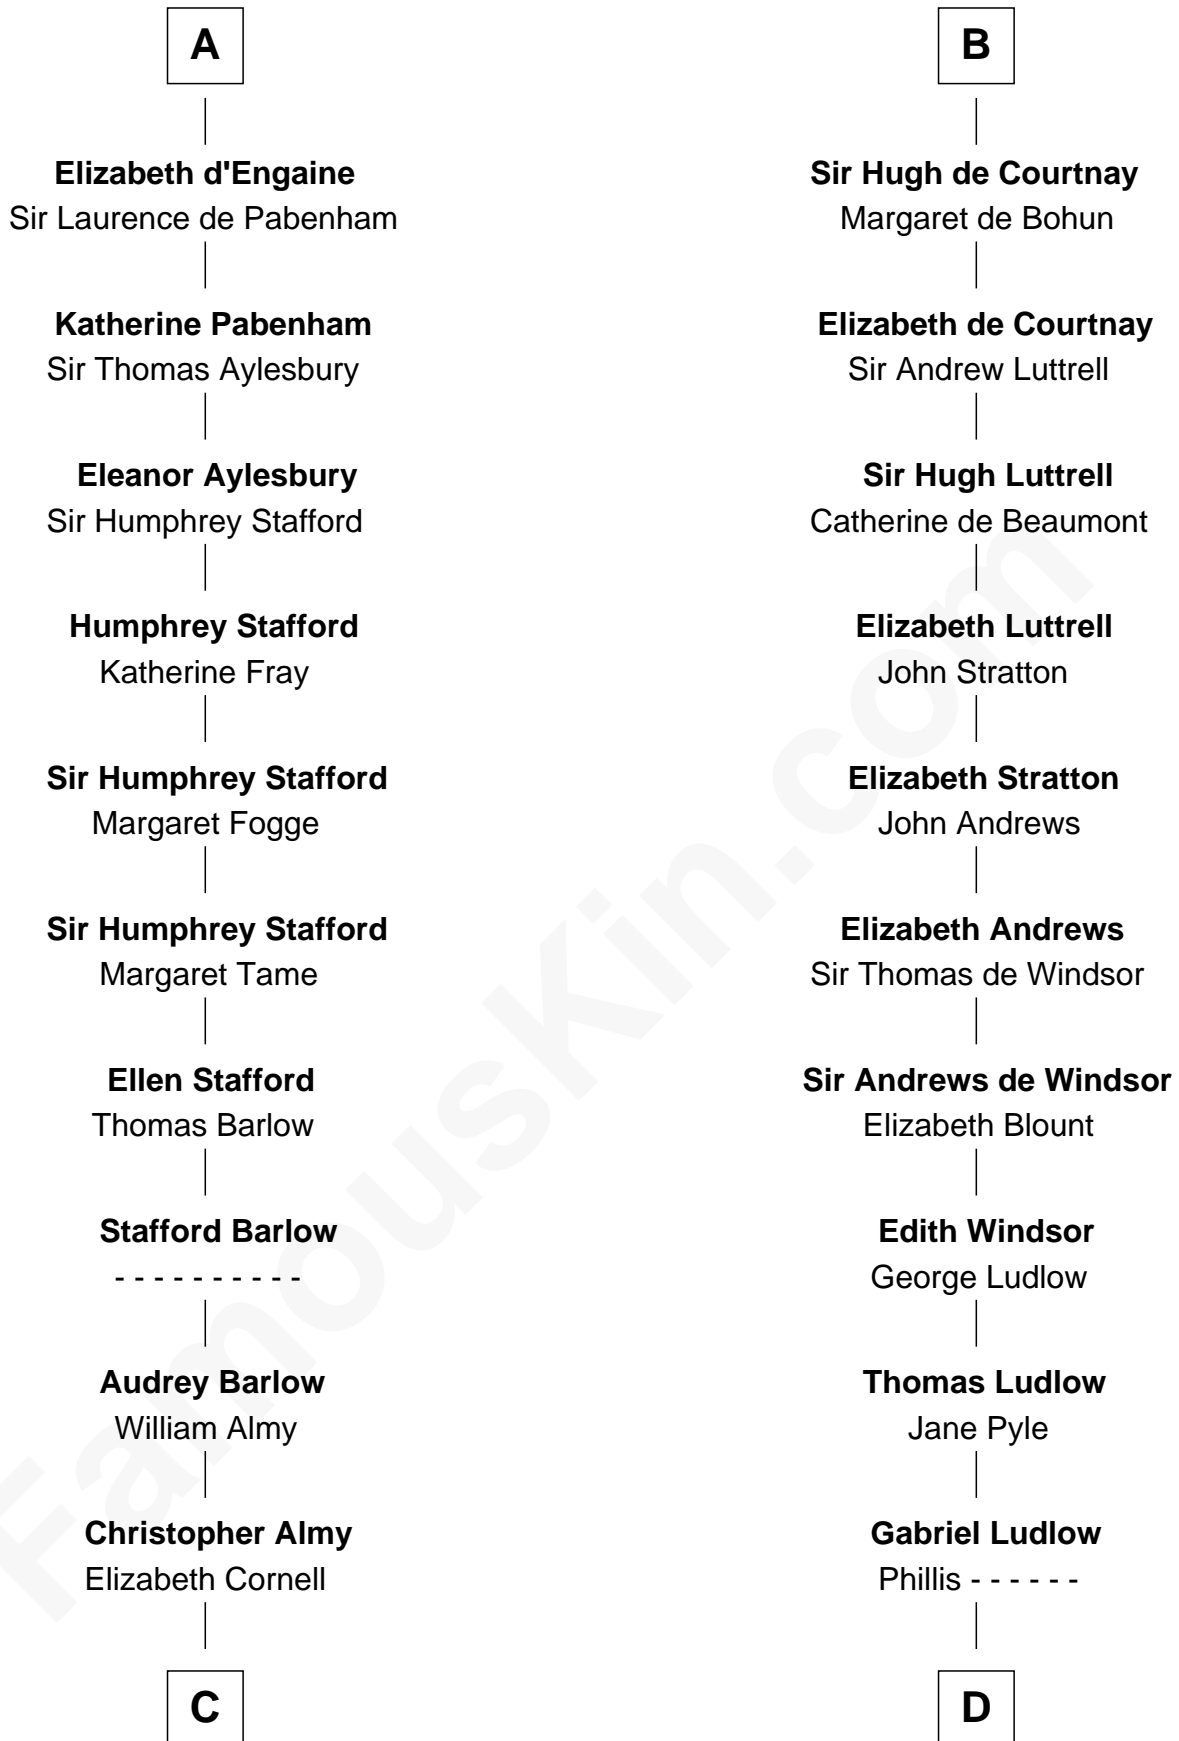 A
Elizabeth d'Engaine
Sir Laurence de Pabenham
Katherine Pabenham
Sir Thomas Aylesbury
Eleanor Aylesbury
Sir Humphrey Stafford
Humphrey Stafford
Katherine Fray
Sir Humphrey Stafford
Margaret Fogge
Sir Humphrey Stafford
Margaret Tame
Ellen Stafford
Thomas Barlow
Stafford Barlow
- - - - - - - - - -
Audrey Barlow
William Almy
Christopher Almy
Elizabeth Cornell
C
B
Sir Hugh de Courtnay
Margaret de Bohun
Elizabeth de Courtnay
Sir Andrew Luttrell
Sir Hugh Luttrell
Catherine de Beaumont
Elizabeth Luttrell
John Stratton
Elizabeth Stratton
John Andrews
Elizabeth Andrews
Sir Thomas de Windsor
Sir Andrews de Windsor
Elizabeth Blount
Edith Windsor
George Ludlow
Thomas Ludlow
Jane Pyle
Gabriel Ludlow
Phillis - - - - - -
D
FamousKin.com